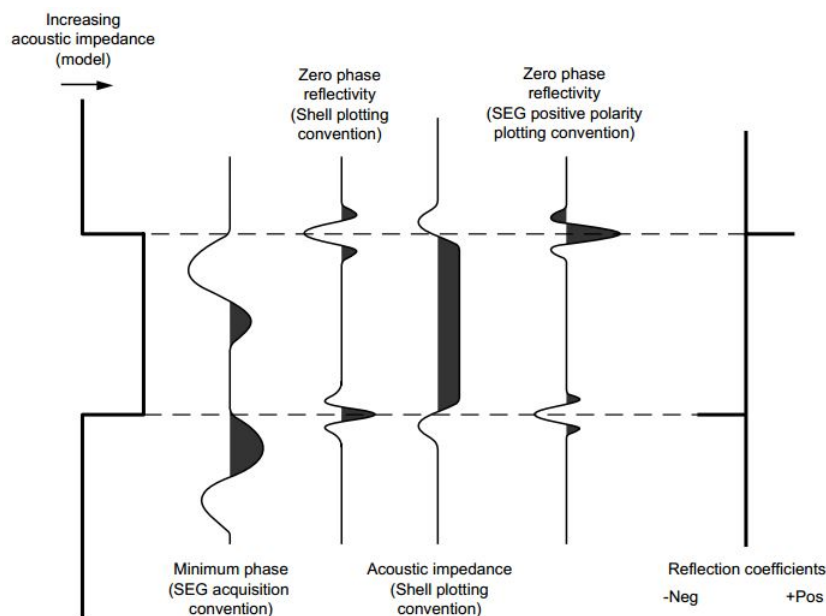 Increasing
acoustic impedance
(model)
Zero phase
reflectivity
(Shell plotting
convention)
Zero phase
reflectivity
(SEG positive polarity
plotting convention)
Minimum phase
(SEG acquisition
convention)
Acoustic impedance
(Shell plotting
convention)
Reflection coefficients
-Neg +Pos